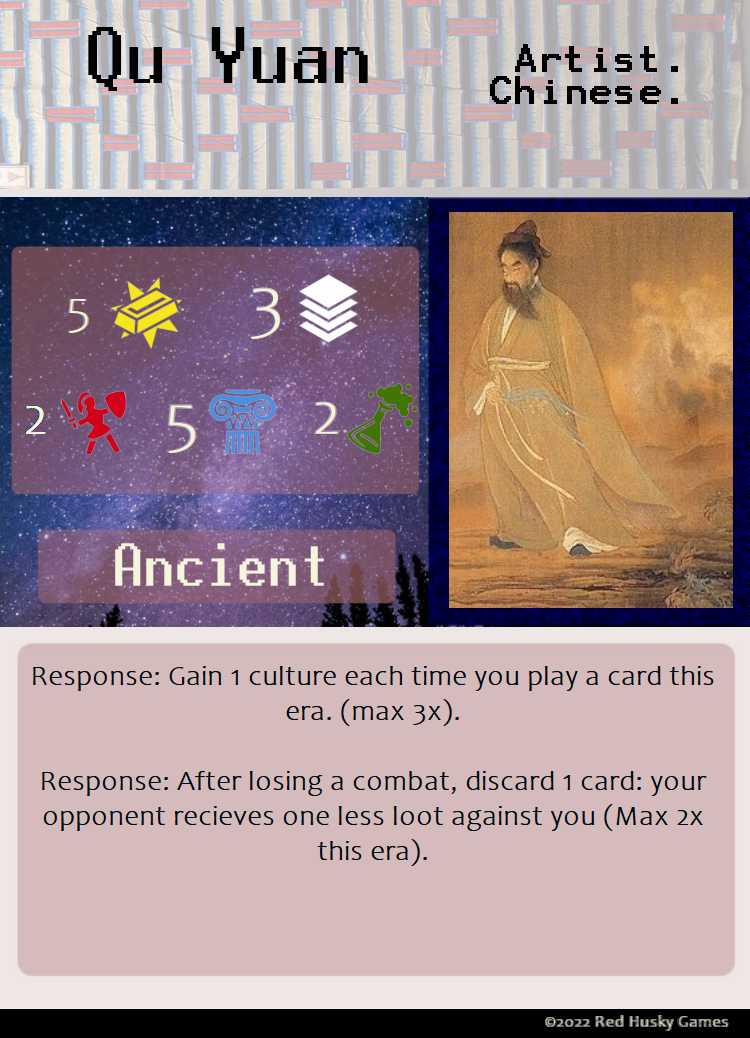 Qu Yuan
Artist.
Chinese.
5 3
2 5 2
Ancient
Response: Gain 1 culture each time you play a card this
era. (max 3x).
Response: After losing a combat, discard 1 card: your
opponent recieves one less loot against you (Max 2x
this era).
©2022 Red Husky Games